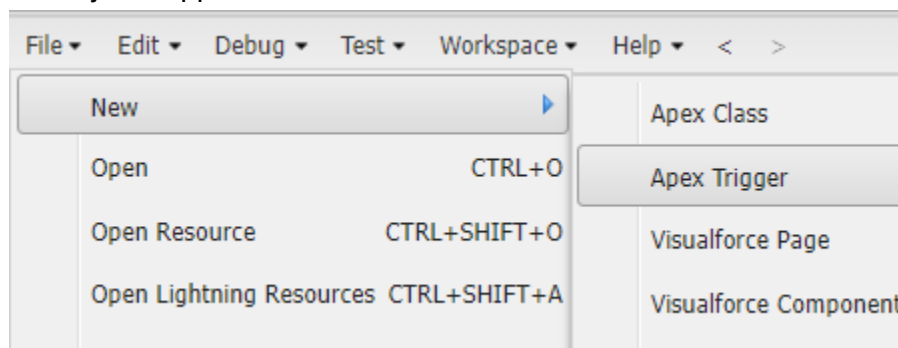 File ▾ Edit ▾ Debug ▾ Test ▾ Workspace ▾ Help ▾ < >
New
Apex Class
Open CTRL+O
Apex Trigger
Open Resource CTRL+SHIFT+O
Visualforce Page
Open Lightning Resources CTRL+SHIFT+A
Visualforce Component